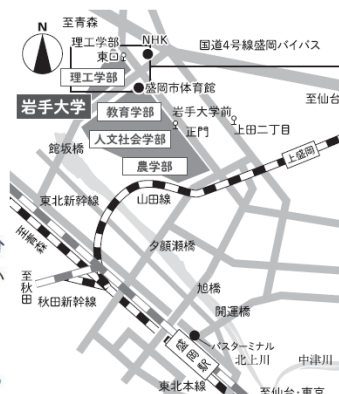 至青森
N
NHK
理工学部
東口
国道4号線盛岡バイパス
理工学部
盛岡市体育館
至仙台
岩手大学
教育学部
岩手大学前
正門
上田二丁目
人文社会学部
館坂橋
農学部
上盛岡
東北新幹線
山田線
至青森
夕顔瀬橋
至秋田
秋田新幹線
旭橋
開運橋
バスターミナル
盛岡駅
北上川
中津川
東北本線
至仙台・東京